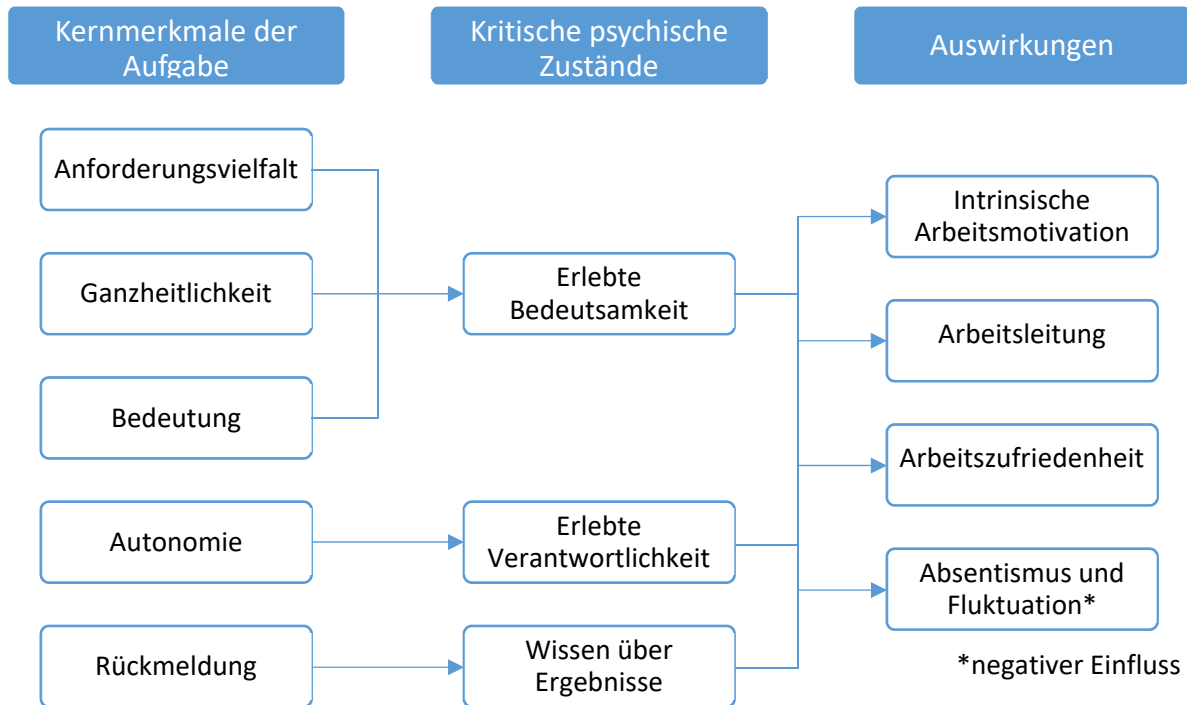 Kernmerkmale der
Aufgabe
Kritische psychische
Zustände
Auswirkungen
Anforderungsvielfalt
Ganzheitlichkeit
Bedeutung
Autonomie
Rückmeldung
Erlebte
Bedeutsamkeit
Erlebte
Verantwortlichkeit
Wissen über
Ergebnisse
Intrinsische
Arbeitsmotivation
Arbeitsleitung
Arbeitszufriedenheit
Absentismus und
Fluktuation*
*negativer Einfluss